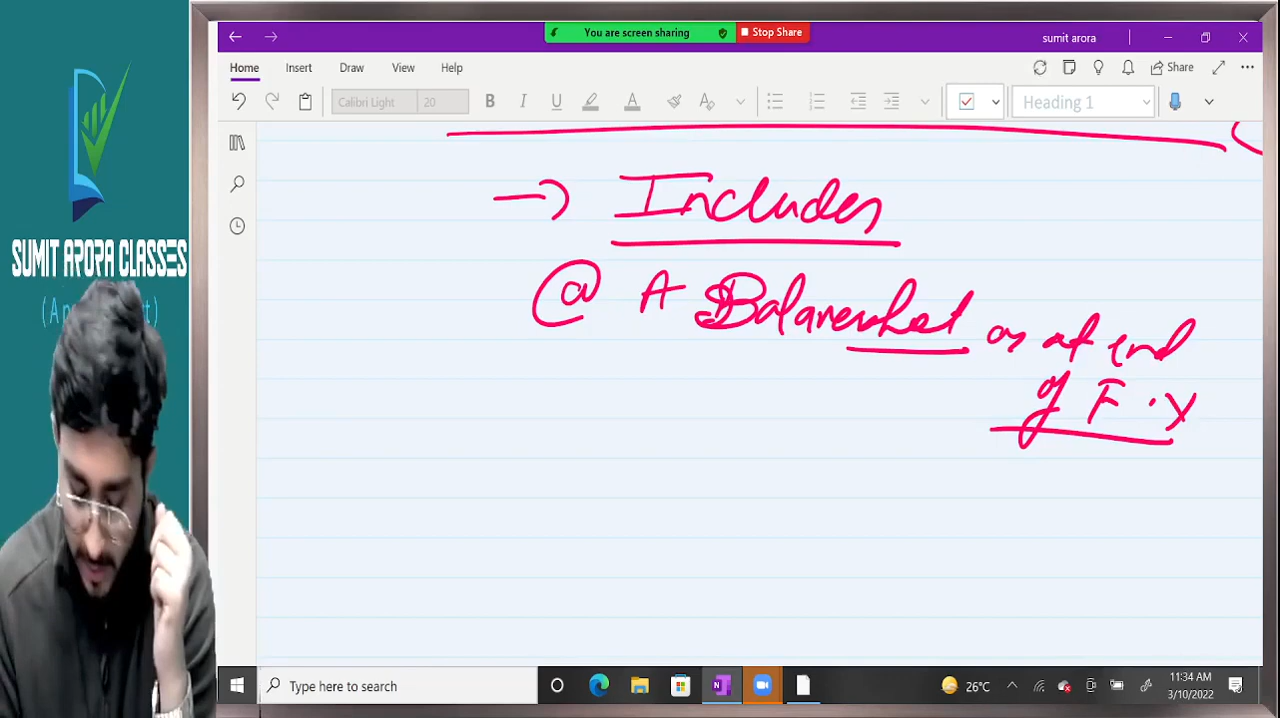 You are screen sharing Stop Share
sumit arora
Home Insert Draw View Help
Share
Calibri Light 20 B I U A Heading 1
SUMIT ARORA CLASSES
→ Includes
@ A Balancesheet as at end
of F.Y
N
Type here to search
26°C
11:34 AM
3/10/2022